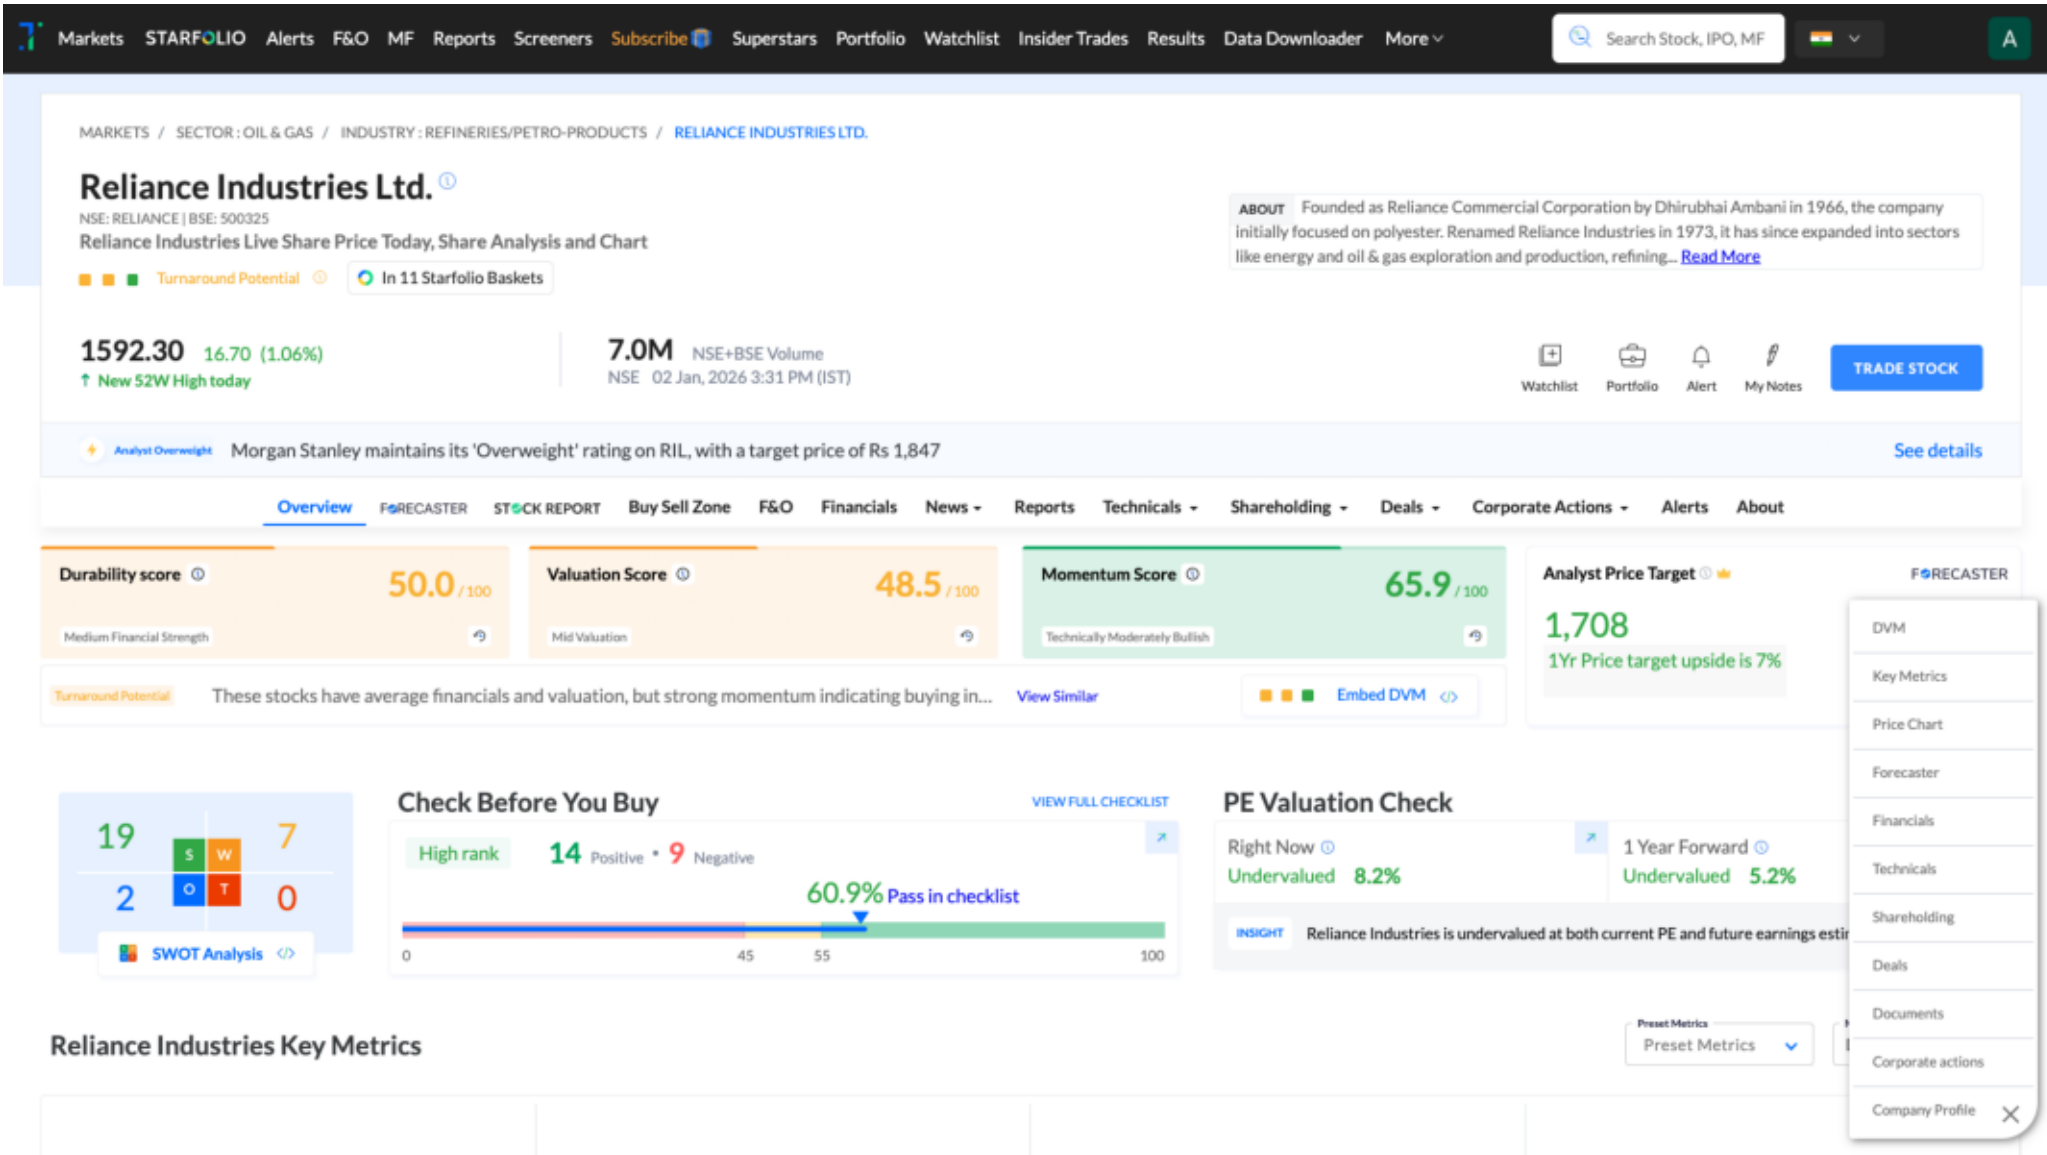 Markets STARFOLIO Alerts F&O MF Reports Screeners Subscribe Superstars Portfolio Watchlist Insider Trades Results Data Downloader More Search Stock, IPO, MF A
MARKETS / SECTOR : OIL & GAS / INDUSTRY : REFINERIES/PETRO-PRODUCTS / RELIANCE INDUSTRIES LTD.
Reliance Industries Ltd.
NSE: RELIANCE | BSE: 500325
Reliance Industries Live Share Price Today, Share Analysis and Chart
Turnaround Potential In 11 Starfolio Baskets
ABOUT Founded as Reliance Commercial Corporation by Dhirubhai Ambani in 1966, the company
initially focused on polyester. Renamed Reliance Industries in 1973, it has since expanded into sectors
like energy and oil & gas exploration and production, refining... Read More
1592.30 16.70 (1.06%)
New 52W High today
7.0M NSE+BSE Volume
NSE 02 Jan, 2026 3:31 PM (IST)
Watchlist Portfolio Alert My Notes TRADE STOCK
Analyst Overweight Morgan Stanley maintains its 'Overweight' rating on RIL, with a target price of Rs 1,847 See details
Overview FORECASTER STOCK REPORT Buy Sell Zone F&O Financials News Reports Technicals Shareholding Deals Corporate Actions Alerts About
Durability score 50.0 / 100
Medium Financial Strength
Valuation Score 48.5 / 100
Mid Valuation
Momentum Score 65.9 / 100
Technically Moderately Bullish
Analyst Price Target FORECASTER
1,708
1Yr Price target upside is 7%
Turnaround Potential These stocks have average financials and valuation, but strong momentum indicating buying in... View Similar Embed DVM </>
19 S W 7
2 O T 0
SWOT Analysis </>
Check Before You Buy VIEW FULL CHECKLIST
High rank 14 Positive • 9 Negative
60.9% Pass in checklist
0 45 55 100
PE Valuation Check
Right Now
Undervalued 8.2%
1 Year Forward
Undervalued 5.2%
INSIGHT Reliance Industries is undervalued at both current PE and future earnings
DVM
Key Metrics
Price Chart
Forecaster
Financials
Technicals
Shareholding
Deals
Documents
Corporate actions
Company Profile
Reliance Industries Key Metrics
Preset Metrics
Preset Metrics